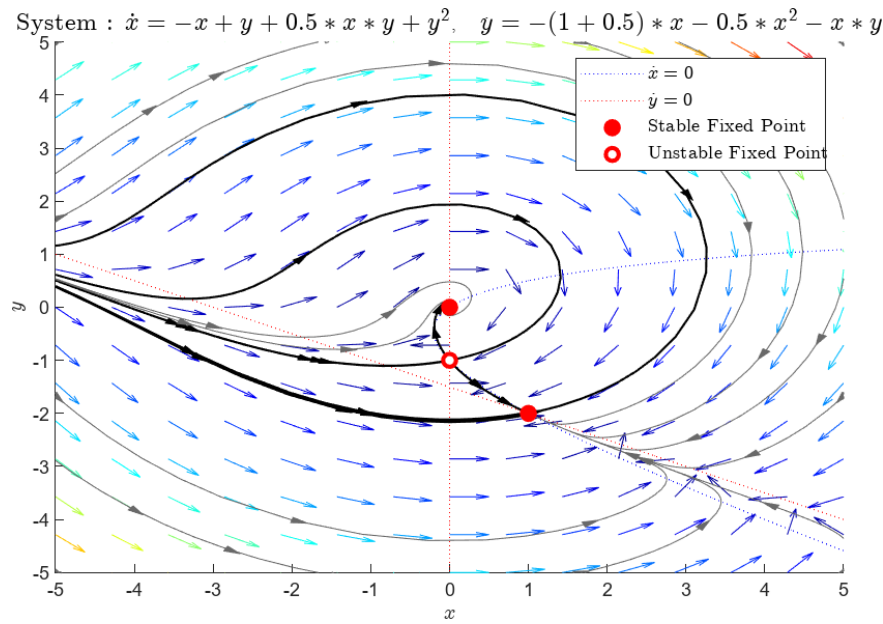 System : ẋ = −x + y + 0.5 ∗ x ∗ y + y², y = −(1 + 0.5) ∗ x − 0.5 ∗ x² − x ∗ y
5
4
3
2
1
0
-1
-2
-3
-4
-5
y
ẋ = 0
ẏ = 0
Stable Fixed Point
Unstable Fixed Point
-5 -4 -3 -2 -1 0 1 2 3 4 5
x